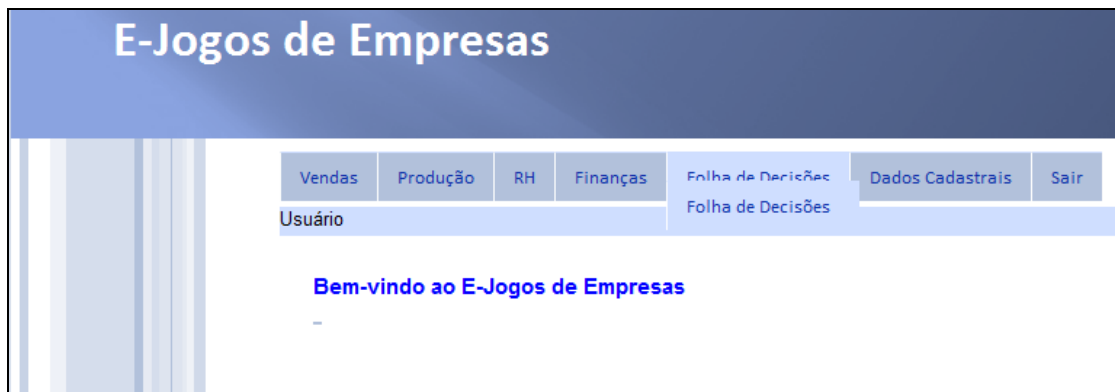 E-Jogos de Empresas
Vendas Produção RH Finanças Folha de Decisões Dados Cadastrais Sair
Usuário Folha de Decisões
Bem-vindo ao E-Jogos de Empresas